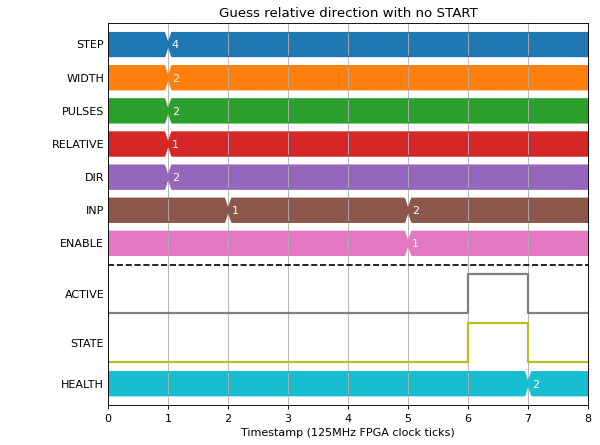 Guess relative direction with no START
STEP 4
WIDTH 2
PULSES 2
RELATIVE 1
DIR 2
INP 1 2
ENABLE 1
ACTIVE
STATE
HEALTH 2
0 1 2 3 4 5 6 7 8
Timestamp (125MHz FPGA clock ticks)